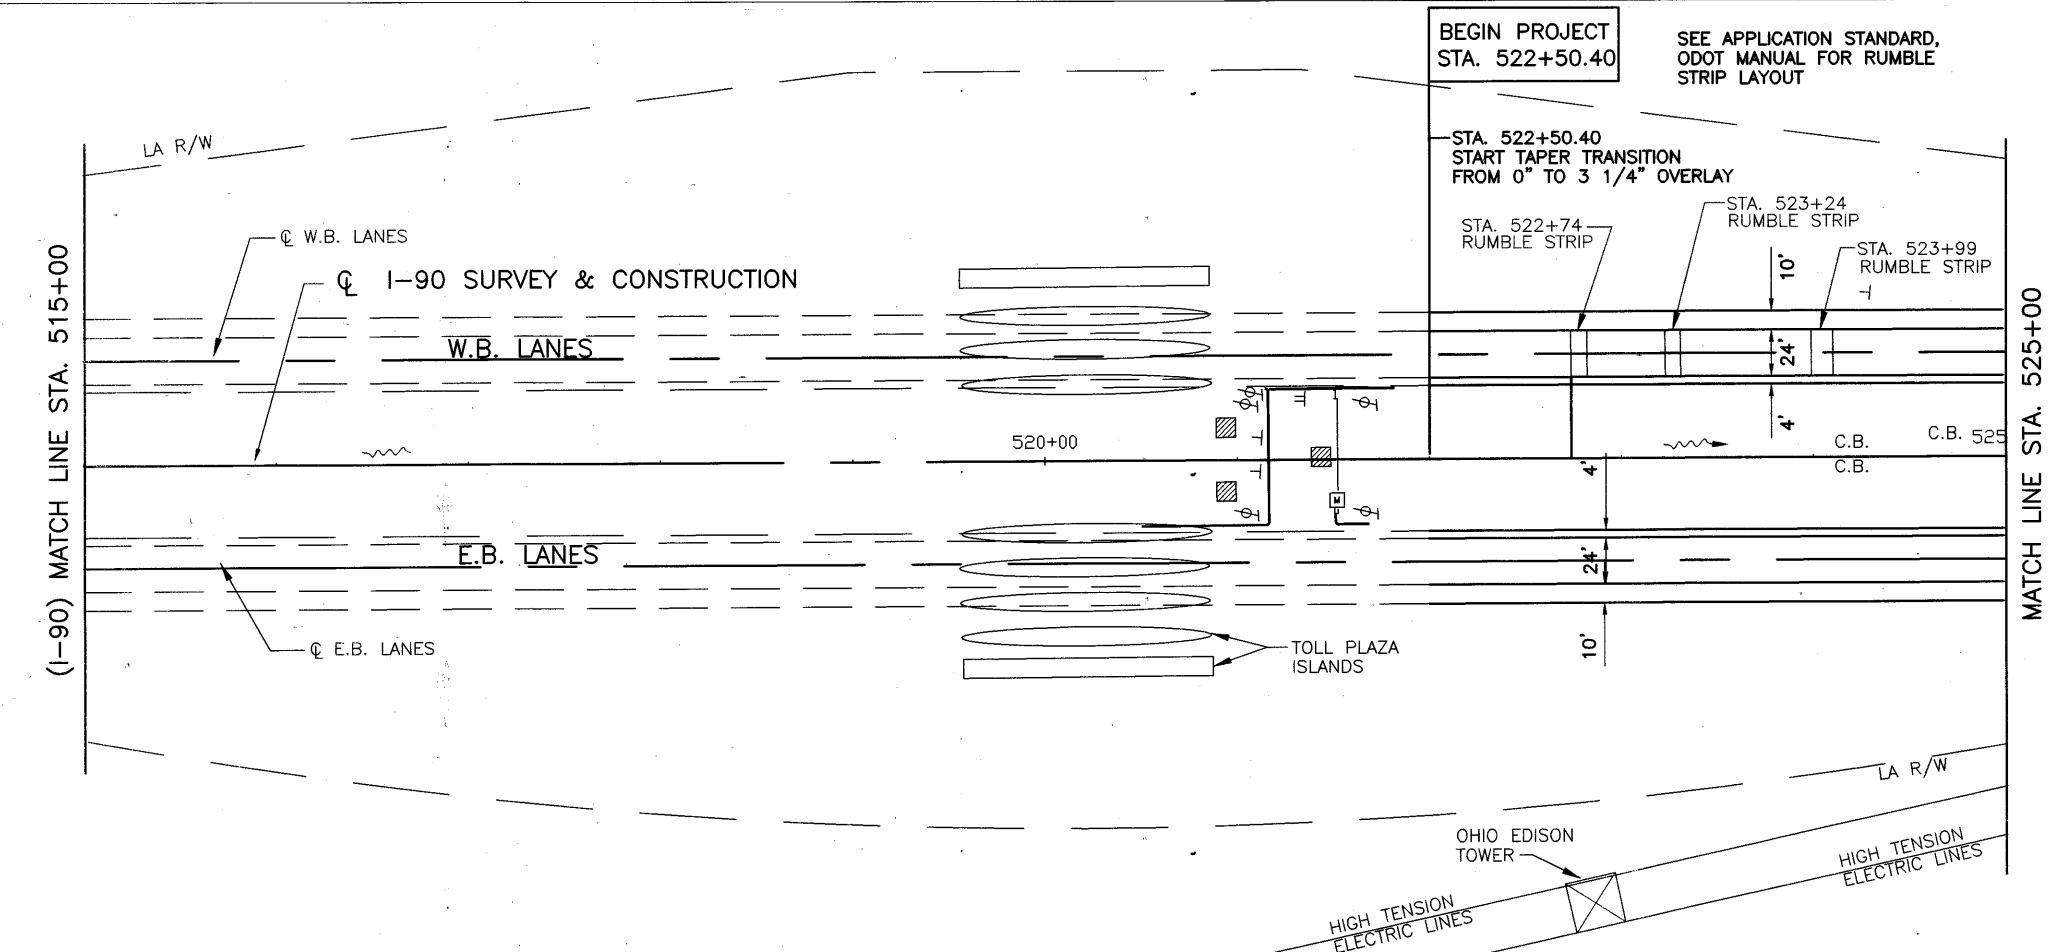 BEGIN PROJECT
STA. 522+50.40
SEE APPLICATION STANDARD,
ODOT MANUAL FOR RUMBLE
STRIP LAYOUT
LA R/W
STA. 522+50.40
START TAPER TRANSITION
FROM 0" TO 3 1/4" OVERLAY
STA. 523+24
RUMBLE STRIP
STA. 522+74
RUMBLE STRIP
STA. 523+99
RUMBLE STRIP
℄ W.B. LANES
℄ I-90 SURVEY & CONSTRUCTION
10'
W.B. LANES
24'
4'
520+00
C.B.
C.B. 525
C.B.
4'
M
E.B. LANES
24'
℄ E.B. LANES
10'
TOLL PLAZA
ISLANDS
(I-90) MATCH LINE STA. 515+00
MATCH LINE STA. 525+00
LA R/W
OHIO EDISON
TOWER
HIGH TENSION
ELECTRIC LINES
HIGH TENSION
ELECTRIC LINES